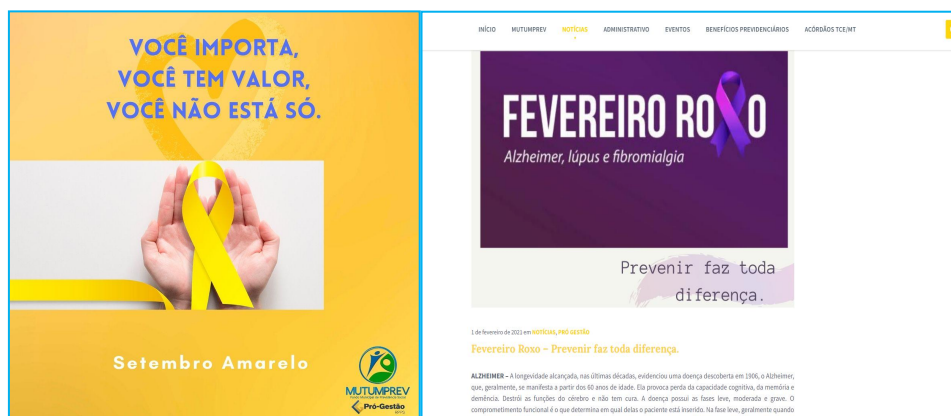 VOCÊ IMPORTA,
VOCÊ TEM VALOR,
VOCÊ NÃO ESTÁ SÓ.
Setembro Amarelo
MUTUMPREV
Pró-Gestão
RPPS
INÍCIO MUTUMPREV NOTÍCIAS ADMINISTRATIVO EVENTOS BENEFÍCIOS PREVIDENCIÁRIOS ACÓRDÃOS TCE/MT
FEVEREIRO ROXO
Alzheimer, lúpus e fibromialgia
Prevenir faz toda
diferença.
1 de fevereiro de 2021 em NOTÍCIAS, PRÓ GESTÃO
Fevereiro Roxo – Prevenir faz toda diferença.
ALZHEIMER – A longevidade alcançada, nas últimas décadas, evidenciou uma doença descoberta em 1906, o Alzheimer,
que, geralmente, se manifesta a partir dos 60 anos de idade. Ela provoca perda da capacidade cognitiva, da memória e
demência. Destrói as funções do cérebro e não tem cura. A doença possui as fases leve, moderada e grave. O
comprometimento funcional é o que determina em qual delas o paciente está inserido. Na fase leve, geralmente quando